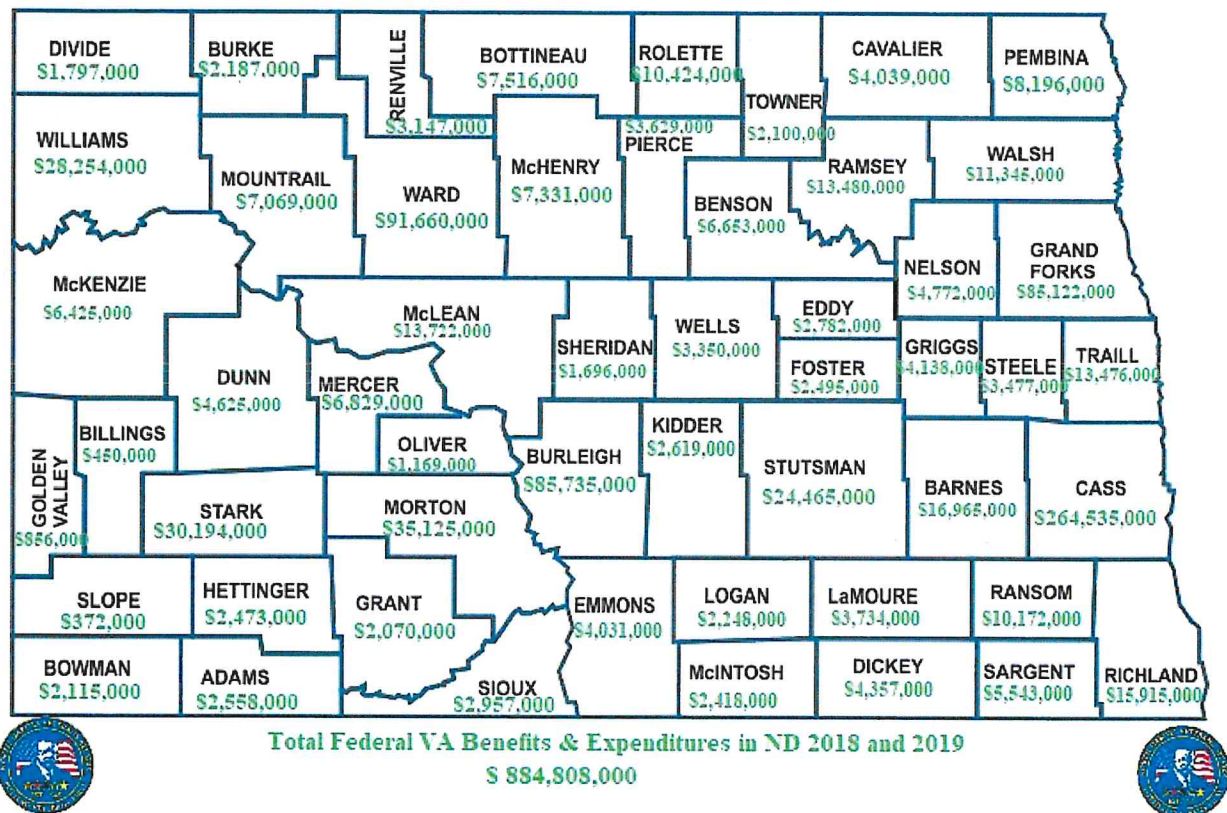 DIVIDE
$1,797,000
BURKE
$2,187,000
RENVILLE
$3,147,000
BOTTINEAU
$7,516,000
ROLETTE
$10,424,000
TOWNER
$2,100,000
CAVALIER
$4,039,000
PEMBINA
$8,196,000
WILLIAMS
$28,254,000
MOUNTRAIL
$7,069,000
WARD
$91,660,000
McHENRY
$7,331,000
$3,629,000
PIERCE
BENSON
$6,653,000
RAMSEY
$13,480,000
WALSH
$11,345,000
McKENZIE
$6,425,000
McLEAN
$13,722,000
SHERIDAN
$1,696,000
WELLS
$3,350,000
EDDY
$2,782,000
FOSTER
$2,495,000
NELSON
$4,772,000
GRAND
FORKS
$85,122,000
GRIGGS
$4,138,000
STEELE
$3,477,000
TRAILL
$13,476,000
DUNN
$4,625,000
MERCER
$6,829,000
OLIVER
$1,169,000
GOLDEN
VALLEY
$856,000
BILLINGS
$450,000
STARK
$30,194,000
MORTON
$35,125,000
BURLEIGH
$85,735,000
KIDDER
$2,619,000
STUTSMAN
$24,465,000
BARNES
$16,965,000
CASS
$264,535,000
SLOPE
$372,000
HETTINGER
$2,473,000
GRANT
$2,070,000
EMMONS
$4,031,000
LOGAN
$2,248,000
LaMOURE
$3,734,000
RANSOM
$10,172,000
BOWMAN
$2,115,000
ADAMS
$2,558,000
SIOUX
$2,957,000
McINTOSH
$2,418,000
DICKEY
$4,357,000
SARGENT
$5,543,000
RICHLAND
$15,915,000
Total Federal VA Benefits & Expenditures in ND 2018 and 2019
$ 884,808,000